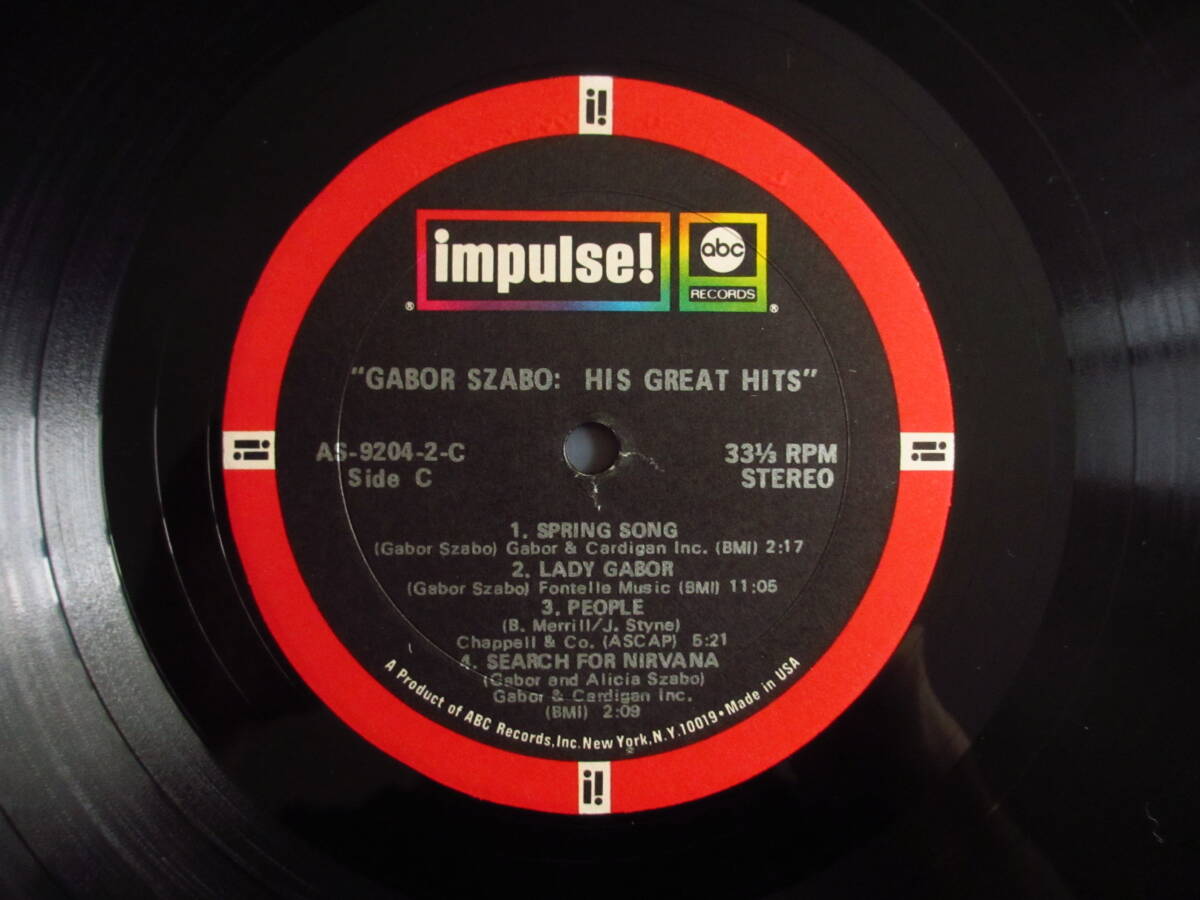 i!
impulse!
®
abc
RECORDS
®
"GABOR SZABO: HIS GREAT HITS"
AS-9204-2-C
Side C
33⅓ RPM
STEREO
i!
i!
1. SPRING SONG
(Gabor Szabo) Gabor & Cardigan Inc. (BMI) 2:17
2. LADY GABOR
(Gabor Szabo) Fontelle Music (BMI) 11:05
3. PEOPLE
(B. Merrill/J. Styne)
Chappell & Co. (ASCAP) 5:21
4. SEARCH FOR NIRVANA
(Gabor and Alicia Szabo)
Gabor & Cardigan Inc.
(BMI) 2:09
A Product of ABC Records, Inc. New York, N.Y. 10019 • Made in USA
i!